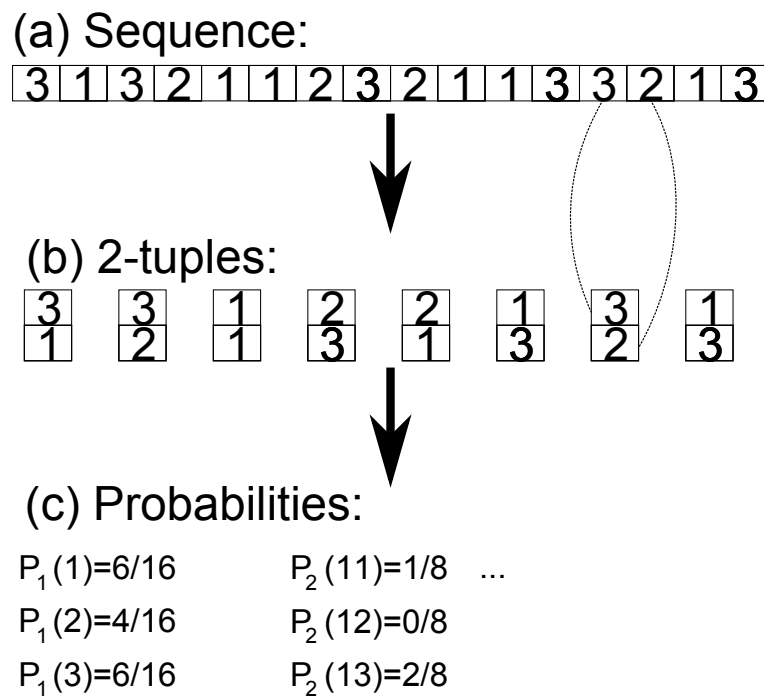 (a) Sequence:
3 1 3 2 1 1 2 3 2 1 1 3 3 2 1 3
(b) 2-tuples:
3 3 1 2 2 1 3 1
1 2 1 3 1 3 2 3
(c) Probabilities:
P1(1)=6/16 P2(11)=1/8 ...
P1(2)=4/16 P2(12)=0/8
P1(3)=6/16 P2(13)=2/8